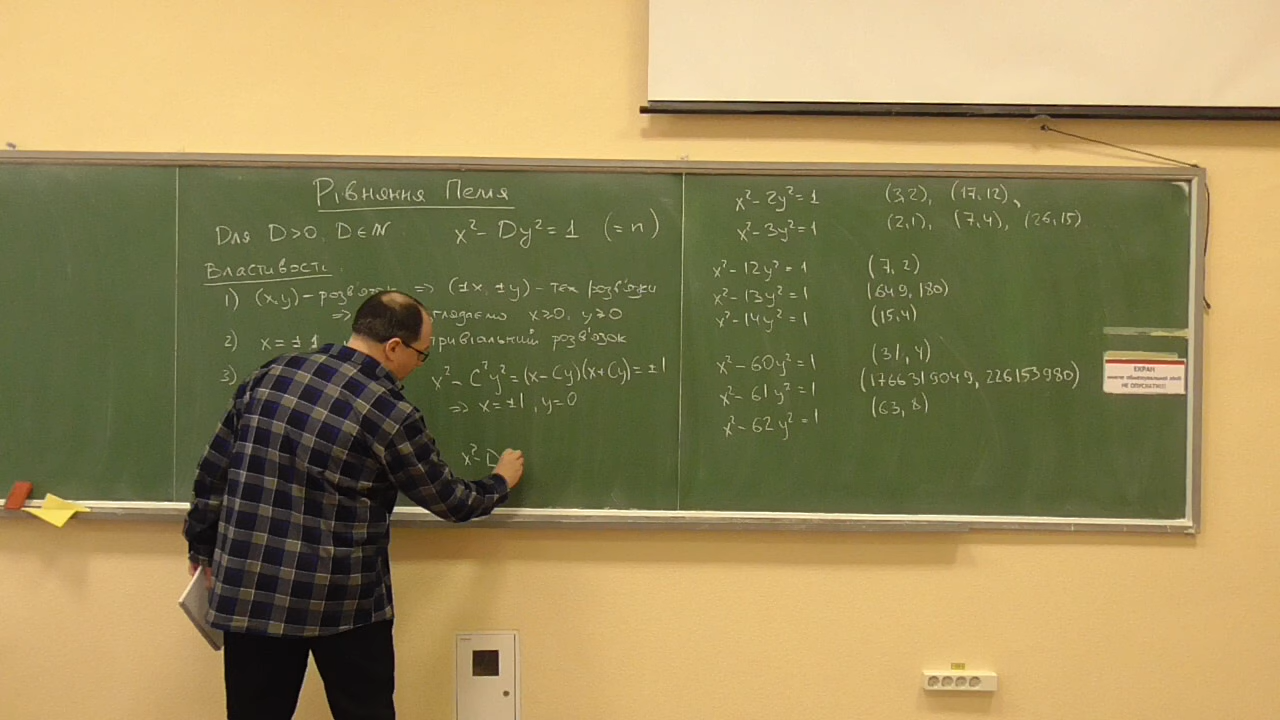 Рівняння Пелля
Для D>0, D∈ℕ x²-Dy²=1 (=n)
Властивості
1) (x,y) - розв'язок => (±x, ±y) - теж розв'язки
=> x≥0, y≥0
2) x=±1 тривіальний розв'язок
3) x²-C²y²=(x-Cy)(x+Cy)=±1
=> x=±1, y=0
x²-D
x²-2y²=1 (3,2), (17,12),
x²-3y²=1 (2,1), (7,4), (26,15)
x²-12y²=1 (7,2)
x²-13y²=1 (649,180)
x²-14y²=1 (15,4)
x²-60y²=1 (31,4)
x²-61y²=1 (1766319049, 226153980)
x²-62y²=1 (63,8)
ЕКРАН
НЕ ОПУСКАТИ!!!